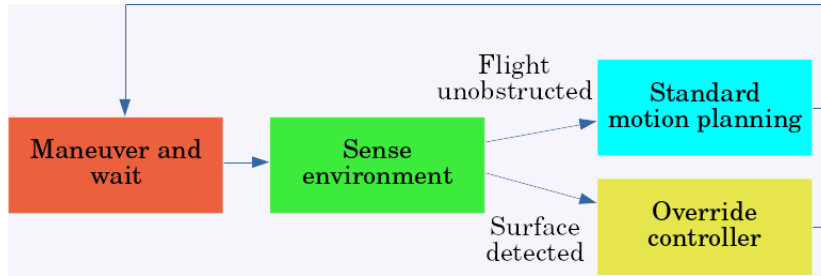 Maneuver and
wait
Sense
environment
Flight
unobstructed
Standard
motion planning
Surface
detected
Override
controller